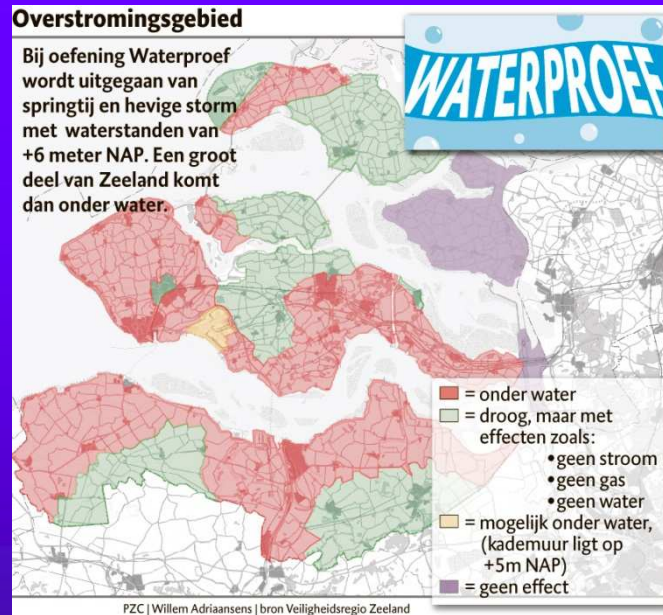 Overstromingsgebied
Bij oefening Waterproef
wordt uitgegaan van
springtij en hevige storm
met waterstanden van
+6 meter NAP. Een groot
deel van Zeeland komt
dan onder water.
WATERPROEF
= onder water
= droog, maar met
effecten zoals:
•geen stroom
•geen gas
•geen water
= mogelijk onder water,
(kademuur ligt op
+5m NAP)
= geen effect
PZC | Willem Adriaansens | bron Veiligheidsregio Zeeland